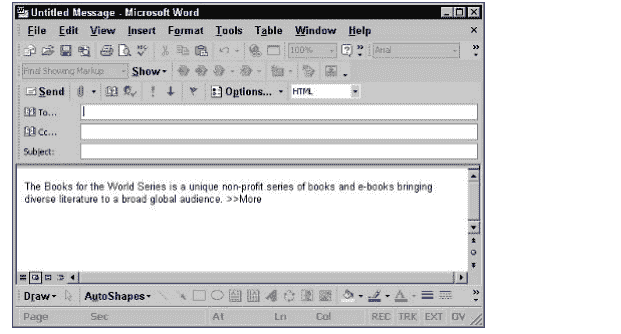 Untitled Message - Microsoft Word
File Edit View Insert Format Tools Table Window Help
100% Arial
Final Showing Markup Show
Send Options... HTML
To...
Cc...
Subject:
The Books for the World Series is a unique non-profit series of books and e-books bringing
diverse literature to a broad global audience. >>More
Draw AutoShapes
Page Sec At Ln Col REC TRK EXT OV